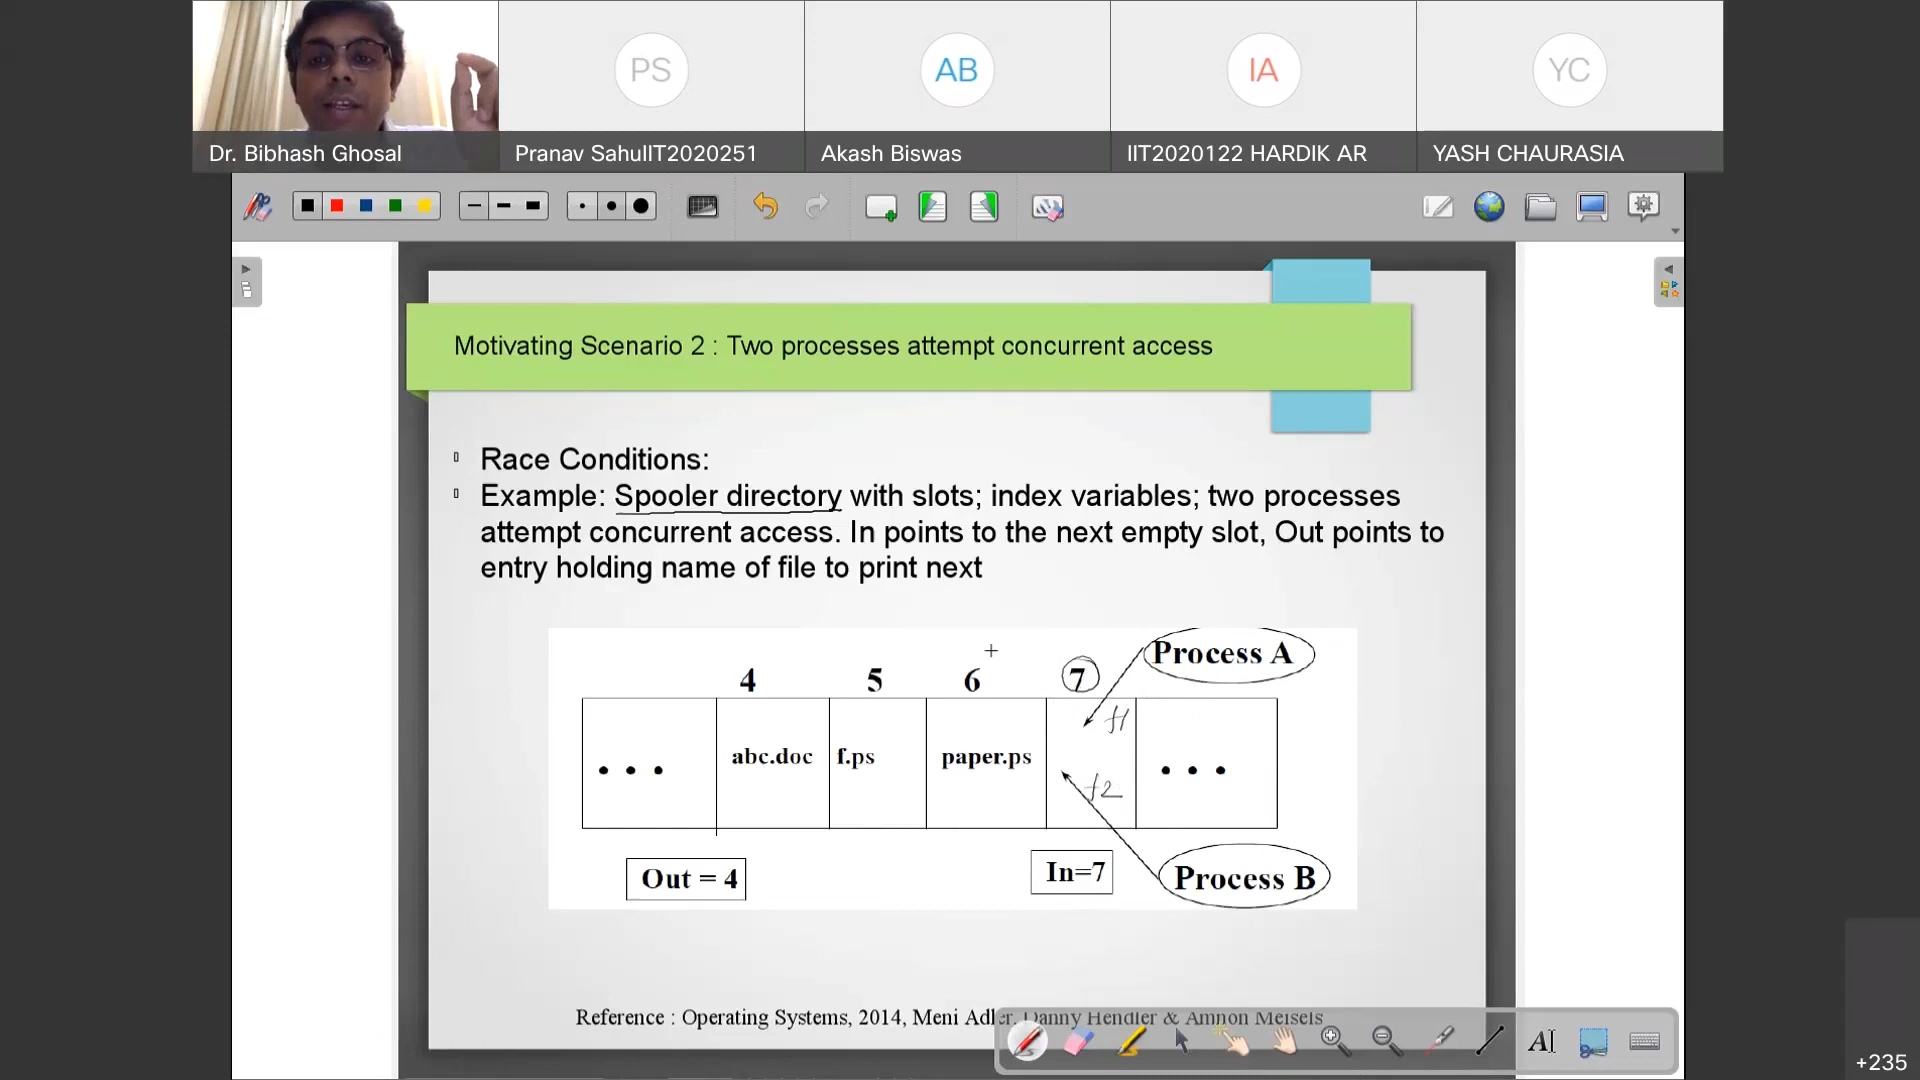 PS
AB
IA
YC
Dr. Bibhash Ghosal
Pranav SahuIIT2020251
Akash Biswas
IIT2020122 HARDIK AR
YASH CHAURASIA
Motivating Scenario 2 : Two processes attempt concurrent access
Race Conditions:
Example: Spooler directory with slots; index variables; two processes
attempt concurrent access. In points to the next empty slot, Out points to
entry holding name of file to print next
Process A
4 5 6 7
f1
abc.doc f.ps paper.ps
f2
Out = 4
In=7
Process B
Reference : Operating Systems, 2014, Meni Adler, Danny Hendler & Amnon Meisels
AI
+235